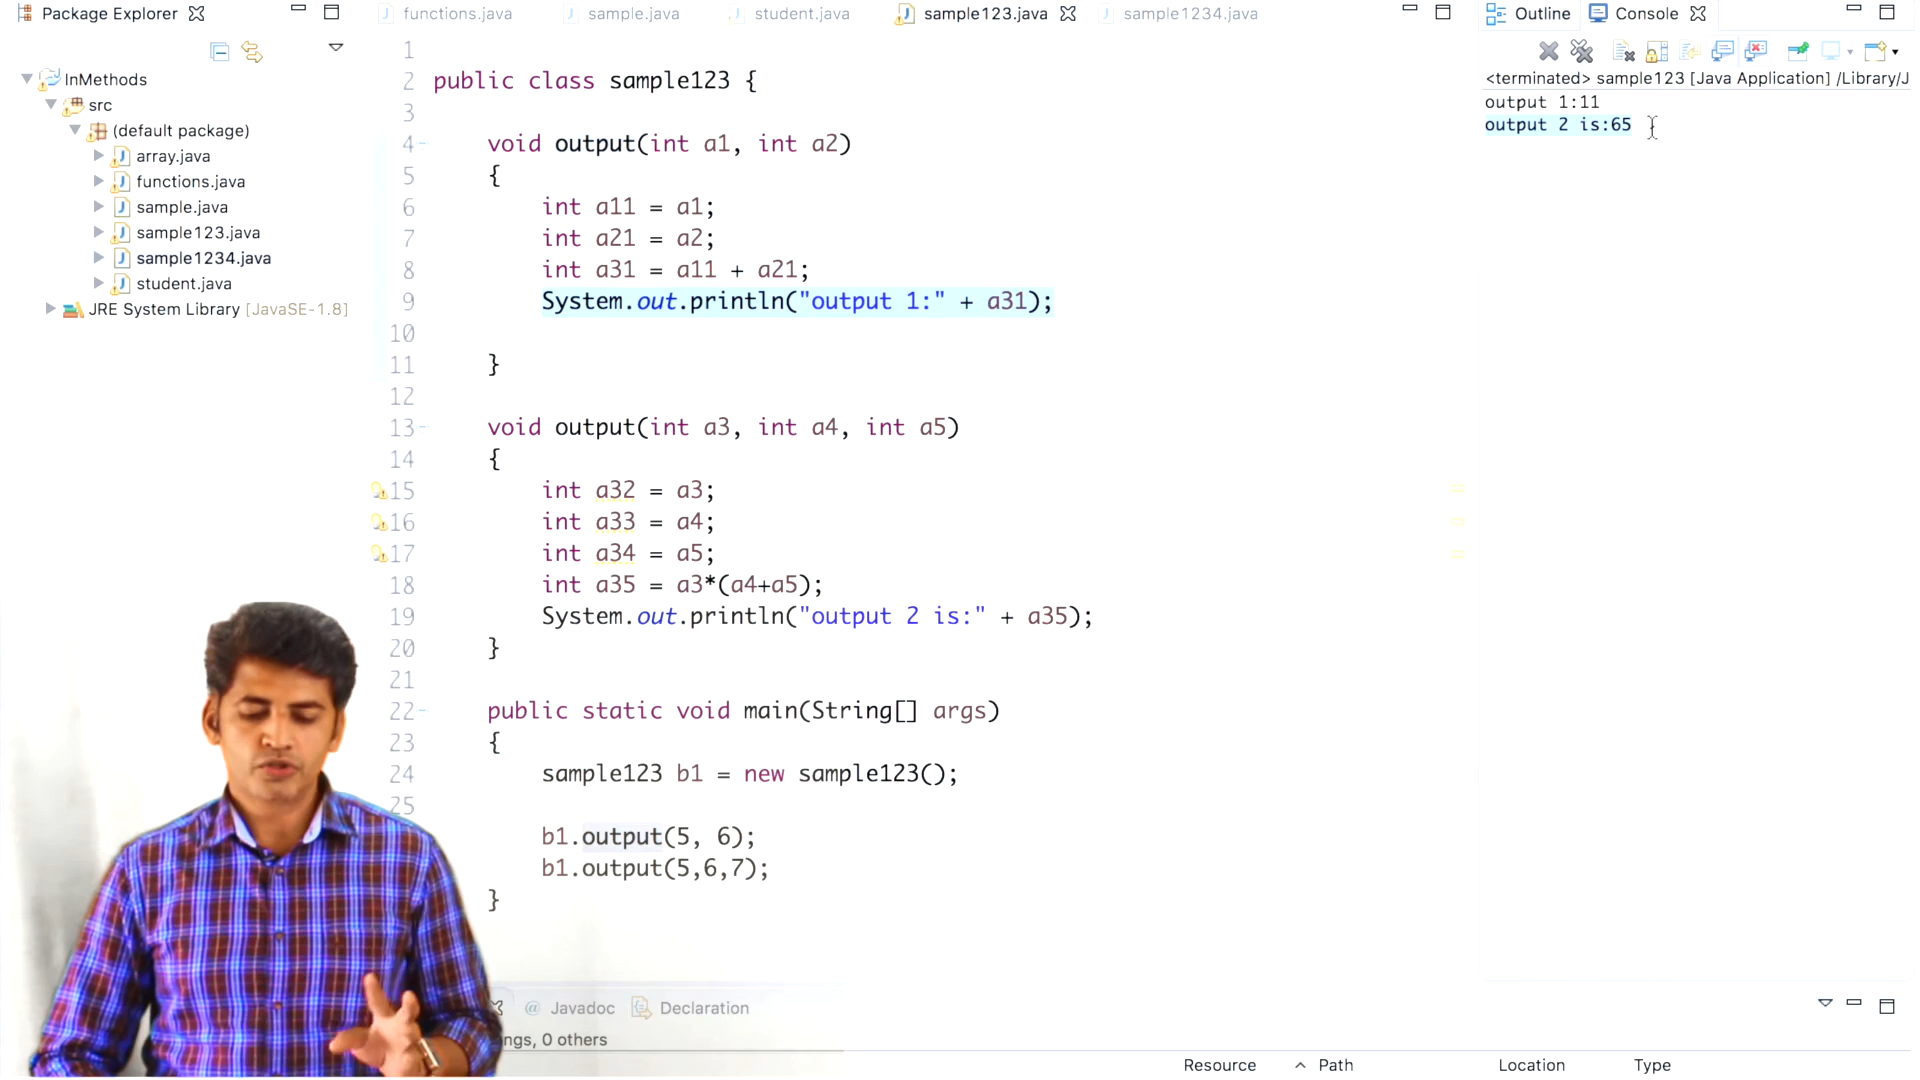 Package Explorer
InMethods
src
(default package)
array.java
functions.java
sample.java
sample123.java
sample1234.java
student.java
JRE System Library [JavaSE-1.8]
functions.java sample.java student.java sample123.java sample1234.java
1
2 public class sample123 {
3
4 void output(int a1, int a2)
5 {
6 int a11 = a1;
7 int a21 = a2;
8 int a31 = a11 + a21;
9 System.out.println("output 1:" + a31);
10
11 }
12
13 void output(int a3, int a4, int a5)
14 {
15 int a32 = a3;
16 int a33 = a4;
17 int a34 = a5;
18 int a35 = a3*(a4+a5);
19 System.out.println("output 2 is:" + a35);
20 }
21
22 public static void main(String[] args)
23 {
24 sample123 b1 = new sample123();
25
b1.output(5, 6);
b1.output(5,6,7);
}
@ Javadoc Declaration
ngs, 0 others
Resource Path Location Type
Outline Console
<terminated> sample123 [Java Application] /Library/J
output 1:11
output 2 is:65